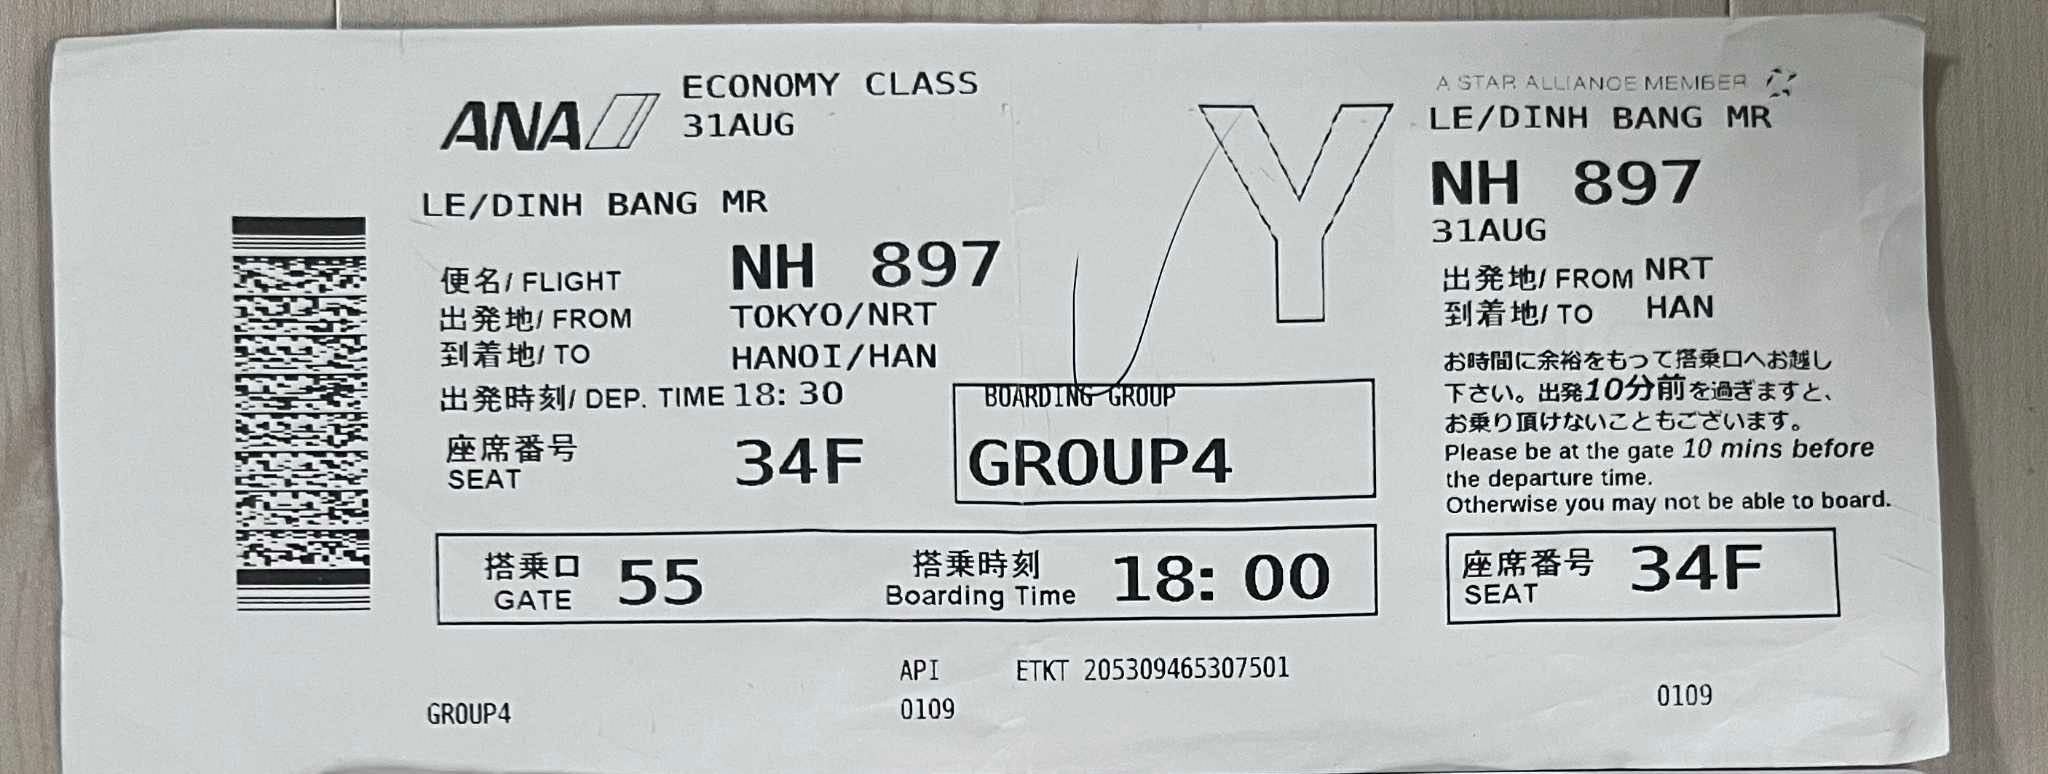 ANA
ECONOMY CLASS
31AUG
LE/DINH BANG MR
便名/ FLIGHT NH 897
出発地/ FROM TOKYO/NRT
到着地/ TO HANOI/HAN
出発時刻/ DEP. TIME 18: 30
座席番号
SEAT 34F
Y
BOARDING GROUP
GROUP4
搭乗口
GATE 55
搭乗時刻
Boarding Time 18: 00
API ETKT 205309465307501
GROUP4 0109
A STAR ALLIANCE MEMBER
LE/DINH BANG MR
NH 897
31AUG
出発地/ FROM NRT
到着地/ TO HAN
お時間に余裕をもって搭乗口へお越し
下さい。出発10分前を過ぎますと、
お乗り頂けないこともございます。
Please be at the gate 10 mins before
the departure time.
Otherwise you may not be able to board.
座席番号
SEAT 34F
0109